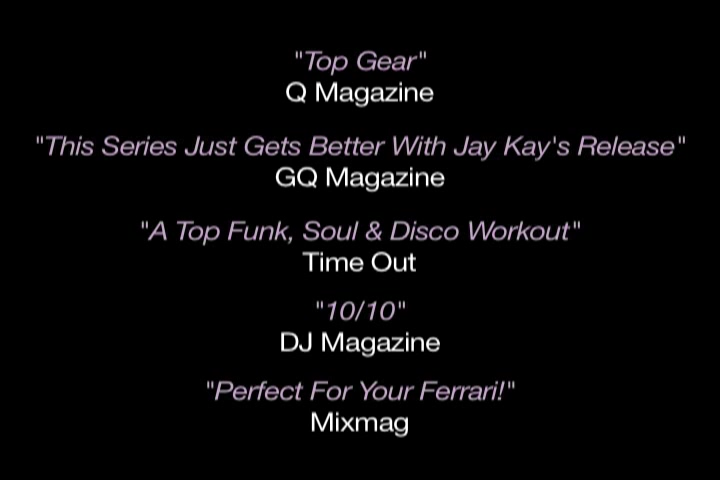 "Top Gear"
Q Magazine
"This Series Just Gets Better With Jay Kay's Release"
GQ Magazine
"A Top Funk, Soul & Disco Workout"
Time Out
"10/10"
DJ Magazine
"Perfect For Your Ferrari!"
Mixmag